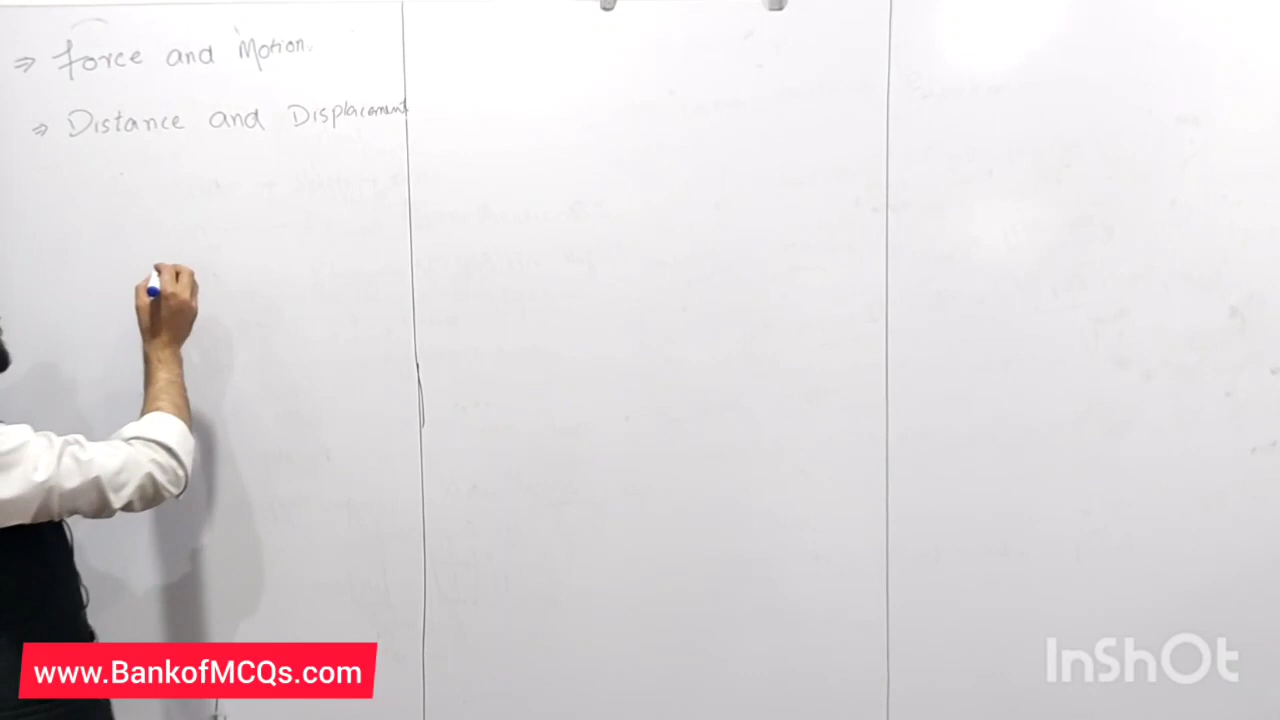 ⇒ Force and Motion.
⇒ Distance and Displacement
www.BankofMCQs.com
InShOt